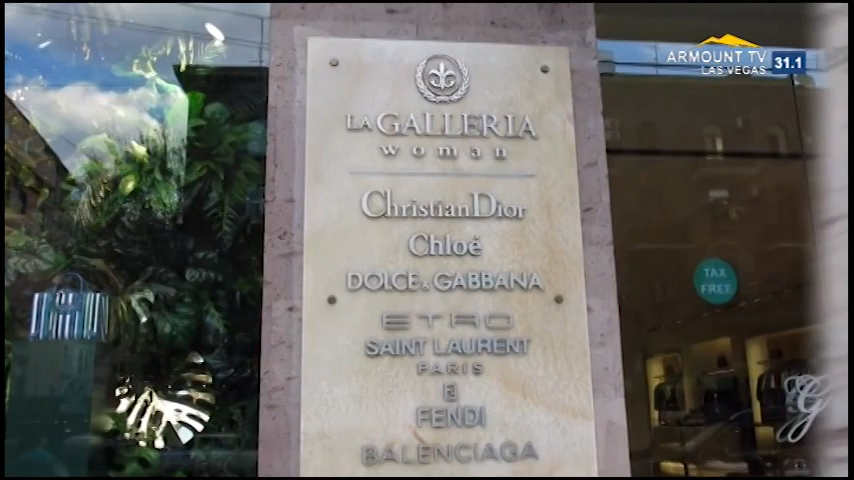 ARMOUNT TV
LAS VEGAS
31.1
LA GALLERIA
woman
Christian Dior
Chloé
DOLCE & GABBANA
ETRO
SAINT LAURENT
PARIS
FENDI
BALENCIAGA
TAX
FREE
G